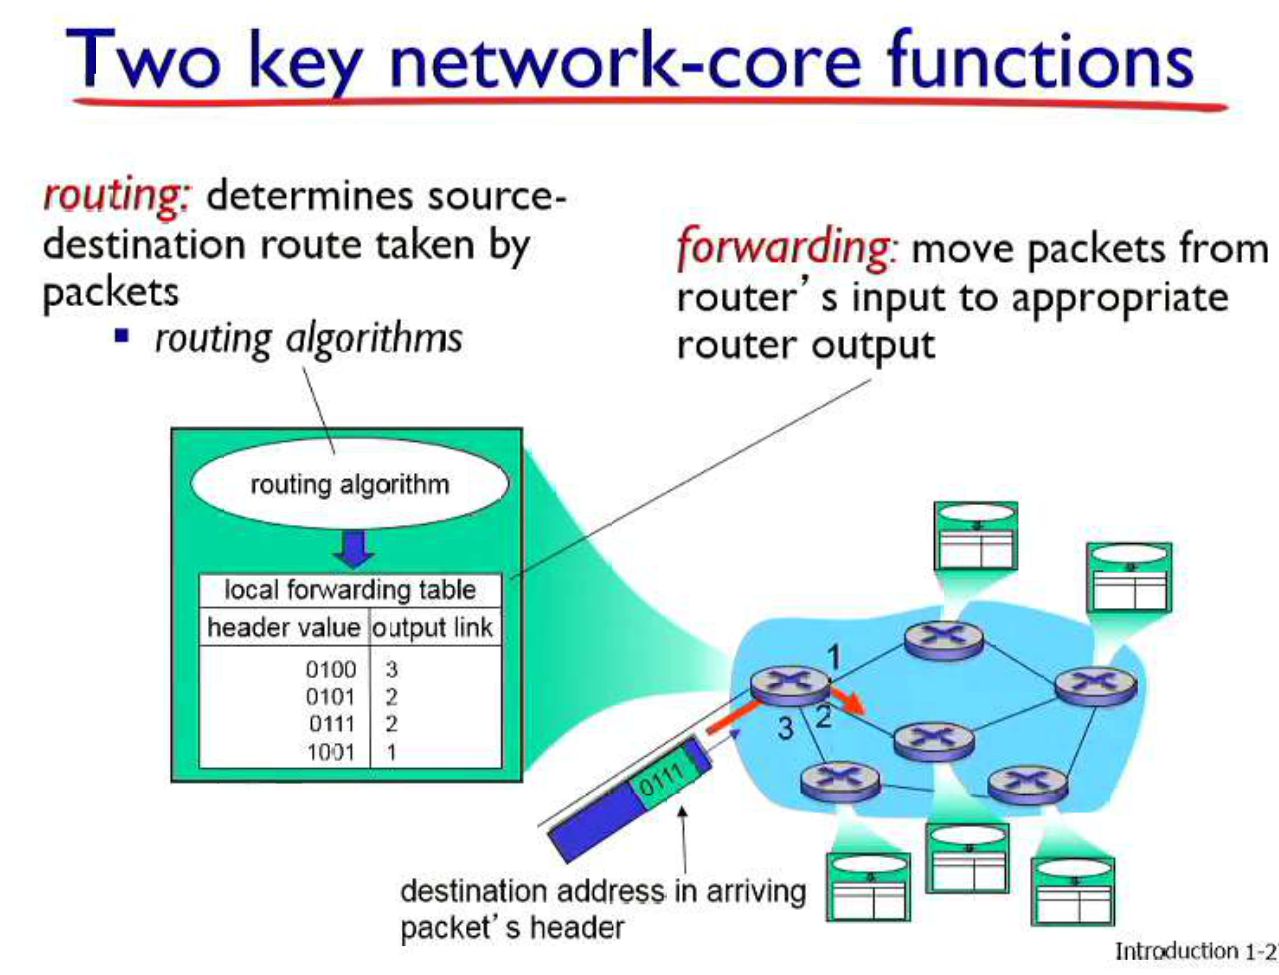 Two key network-core functions
routing: determines source-
destination route taken by
packets
▪ routing algorithms
forwarding: move packets from
router’s input to appropriate
router output
routing algorithm
local forwarding table
header value output link
0100 3
0101 2
0111 2
1001 1
1
2
3
0111
destination address in arriving
packet’s header
Introduction 1-2